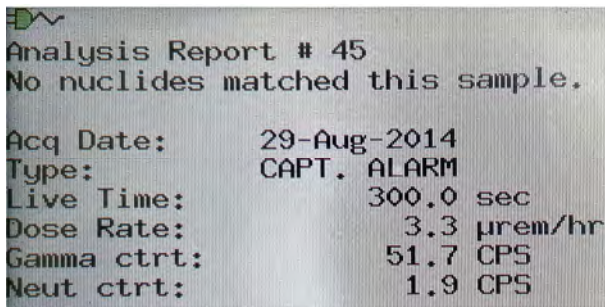 Analysis Report # 45
No nuclides matched this sample.
Acq Date: 29-Aug-2014
Type: CAPT. ALARM
Live Time: 300.0 sec
Dose Rate: 3.3 µrem/hr
Gamma ctrt: 51.7 CPS
Neut ctrt: 1.9 CPS